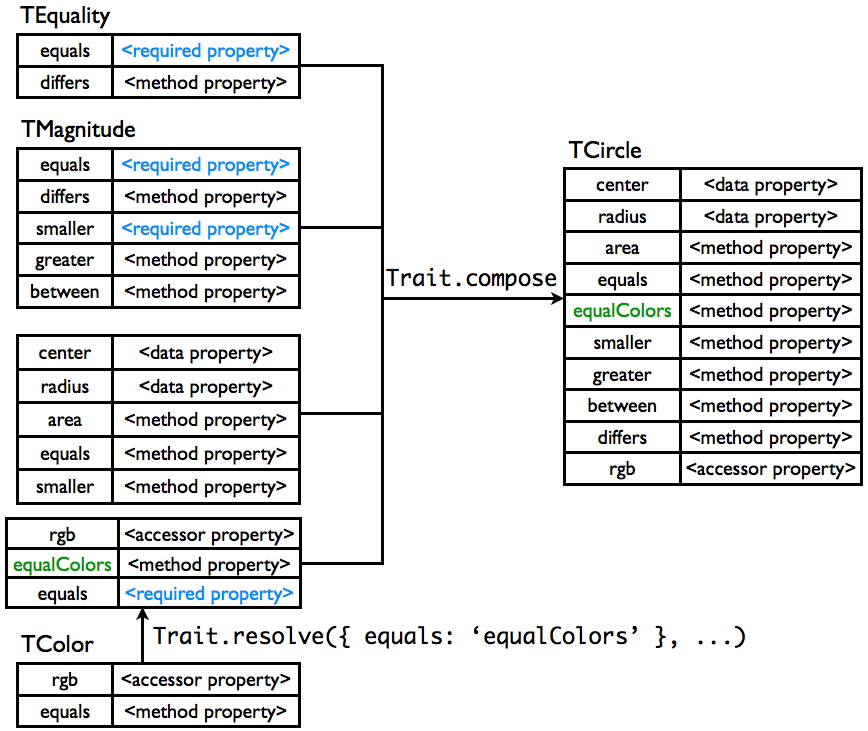 TEquality
equals <required property>
differs <method property>
TMagnitude
equals <required property>
differs <method property>
smaller <required property>
greater <method property>
between <method property>
center <data property>
radius <data property>
area <method property>
equals <method property>
smaller <method property>
rgb <accessor property>
equalColors <method property>
equals <required property>
Trait.resolve({ equals: ‘equalColors’ }, ...)
TColor
rgb <accessor property>
equals <method property>
Trait.compose
TCircle
center <data property>
radius <data property>
area <method property>
equals <method property>
equalColors <method property>
smaller <method property>
greater <method property>
between <method property>
differs <method property>
rgb <accessor property>